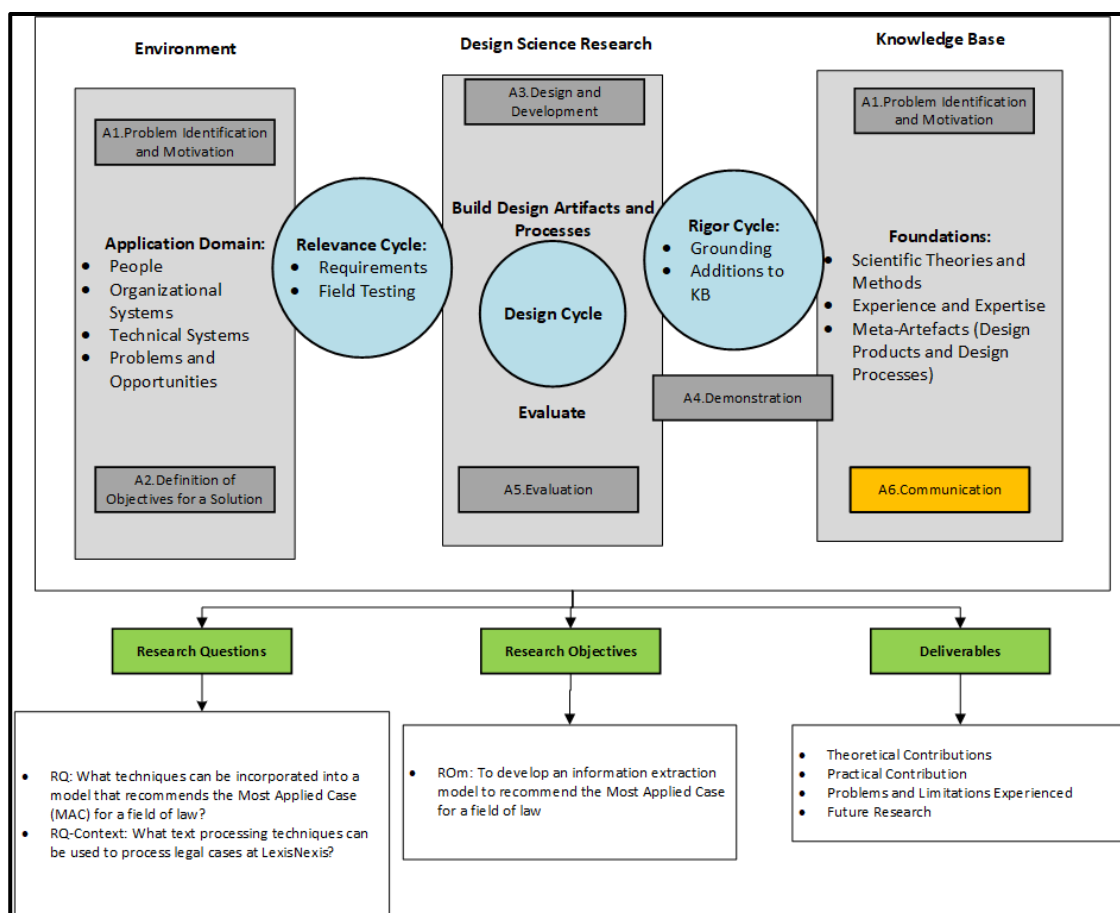 Environment
Design Science Research
Knowledge Base
A1.Problem Identification
and Motivation
A3.Design and
Development
A1.Problem Identification
and Motivation
Application Domain:
• People
• Organizational
Systems
• Technical Systems
• Problems and
Opportunities
Relevance Cycle:
• Requirements
• Field Testing
Build Design Artifacts and
Processes
Design Cycle
Evaluate
Rigor Cycle:
• Grounding
• Additions to
KB
Foundations:
• Scientific Theories and
Methods
• Experience and Expertise
• Meta-Artefacts (Design
Products and Design
Processes)
A4.Demonstration
A2.Definition of
Objectives for a Solution
A5.Evaluation
A6.Communication
Research Questions
Research Objectives
Deliverables
• RQ: What techniques can be incorporated into a
model that recommends the Most Applied Case
(MAC) for a field of law?
• RQ-Context: What text processing techniques can
be used to process legal cases at LexisNexis?
• ROm: To develop an information extraction
model to recommend the Most Applied Case
for a field of law
• Theoretical Contributions
• Practical Contribution
• Problems and Limitations Experienced
• Future Research